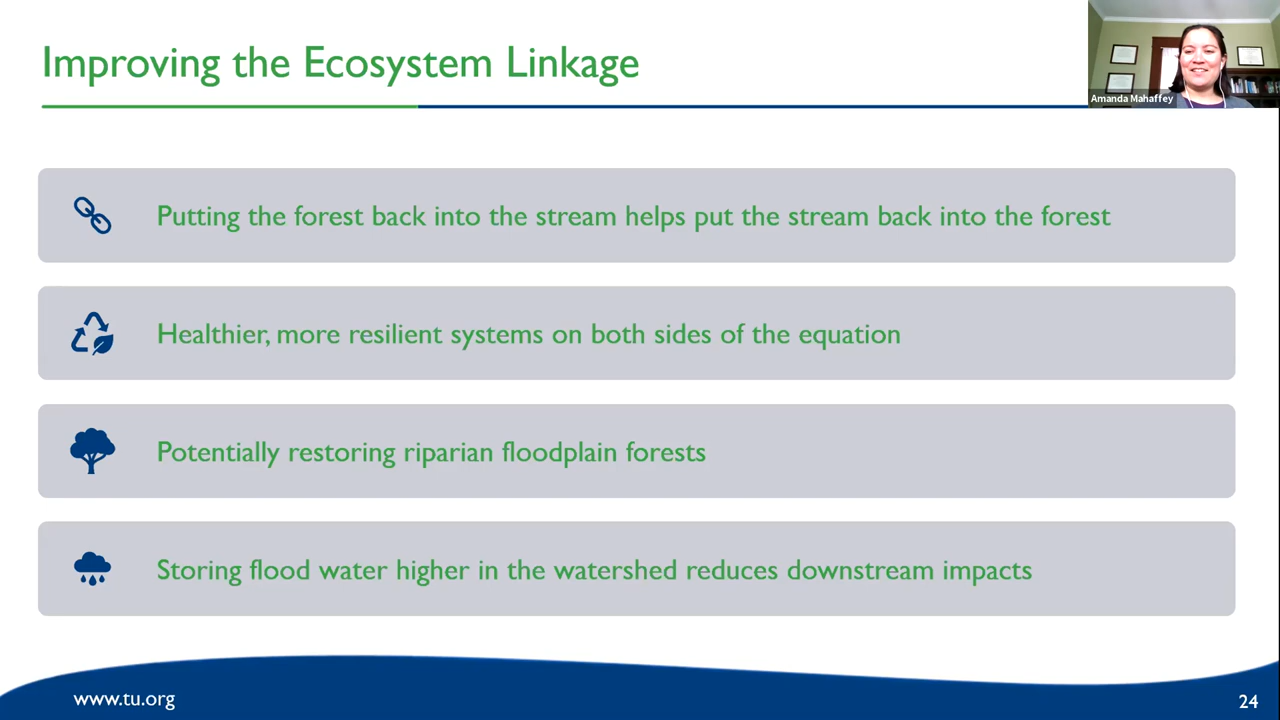 Improving the Ecosystem Linkage
Amanda Mahaffey
Putting the forest back into the stream helps put the stream back into the forest
Healthier, more resilient systems on both sides of the equation
Potentially restoring riparian floodplain forests
Storing flood water higher in the watershed reduces downstream impacts
www.tu.org
24